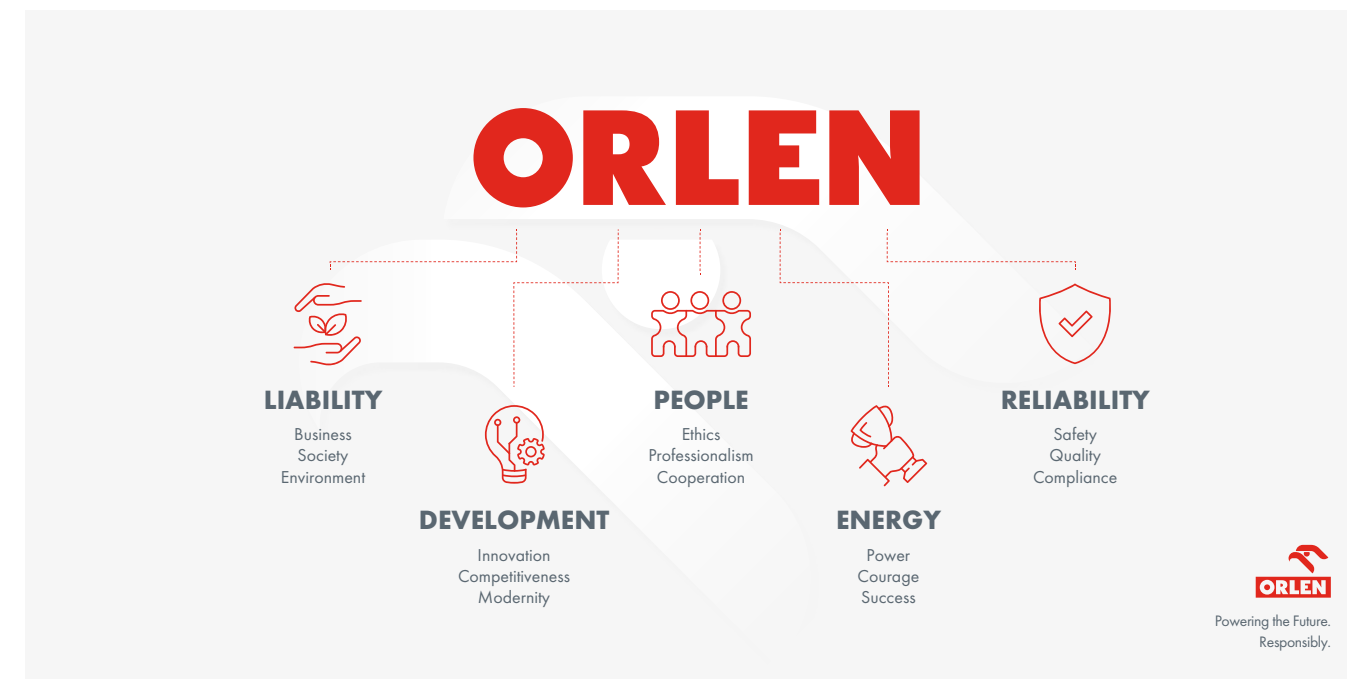 ORLEN
LIABILITY
Business
Society
Environment
DEVELOPMENT
Innovation
Competitiveness
Modernity
PEOPLE
Ethics
Professionalism
Cooperation
ENERGY
Power
Courage
Success
RELIABILITY
Safety
Quality
Compliance
ORLEN
Powering the Future.
Responsibly.